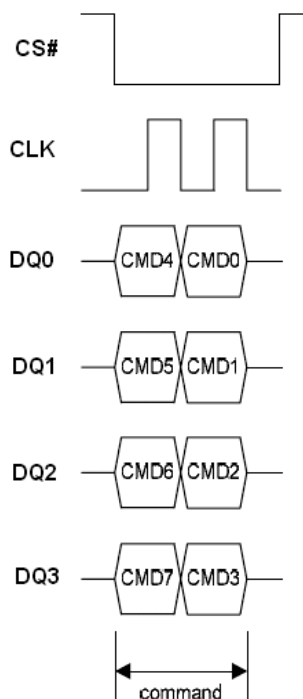 CS#
CLK
DQ0 CMD4 CMD0
DQ1 CMD5 CMD1
DQ2 CMD6 CMD2
DQ3 CMD7 CMD3
command